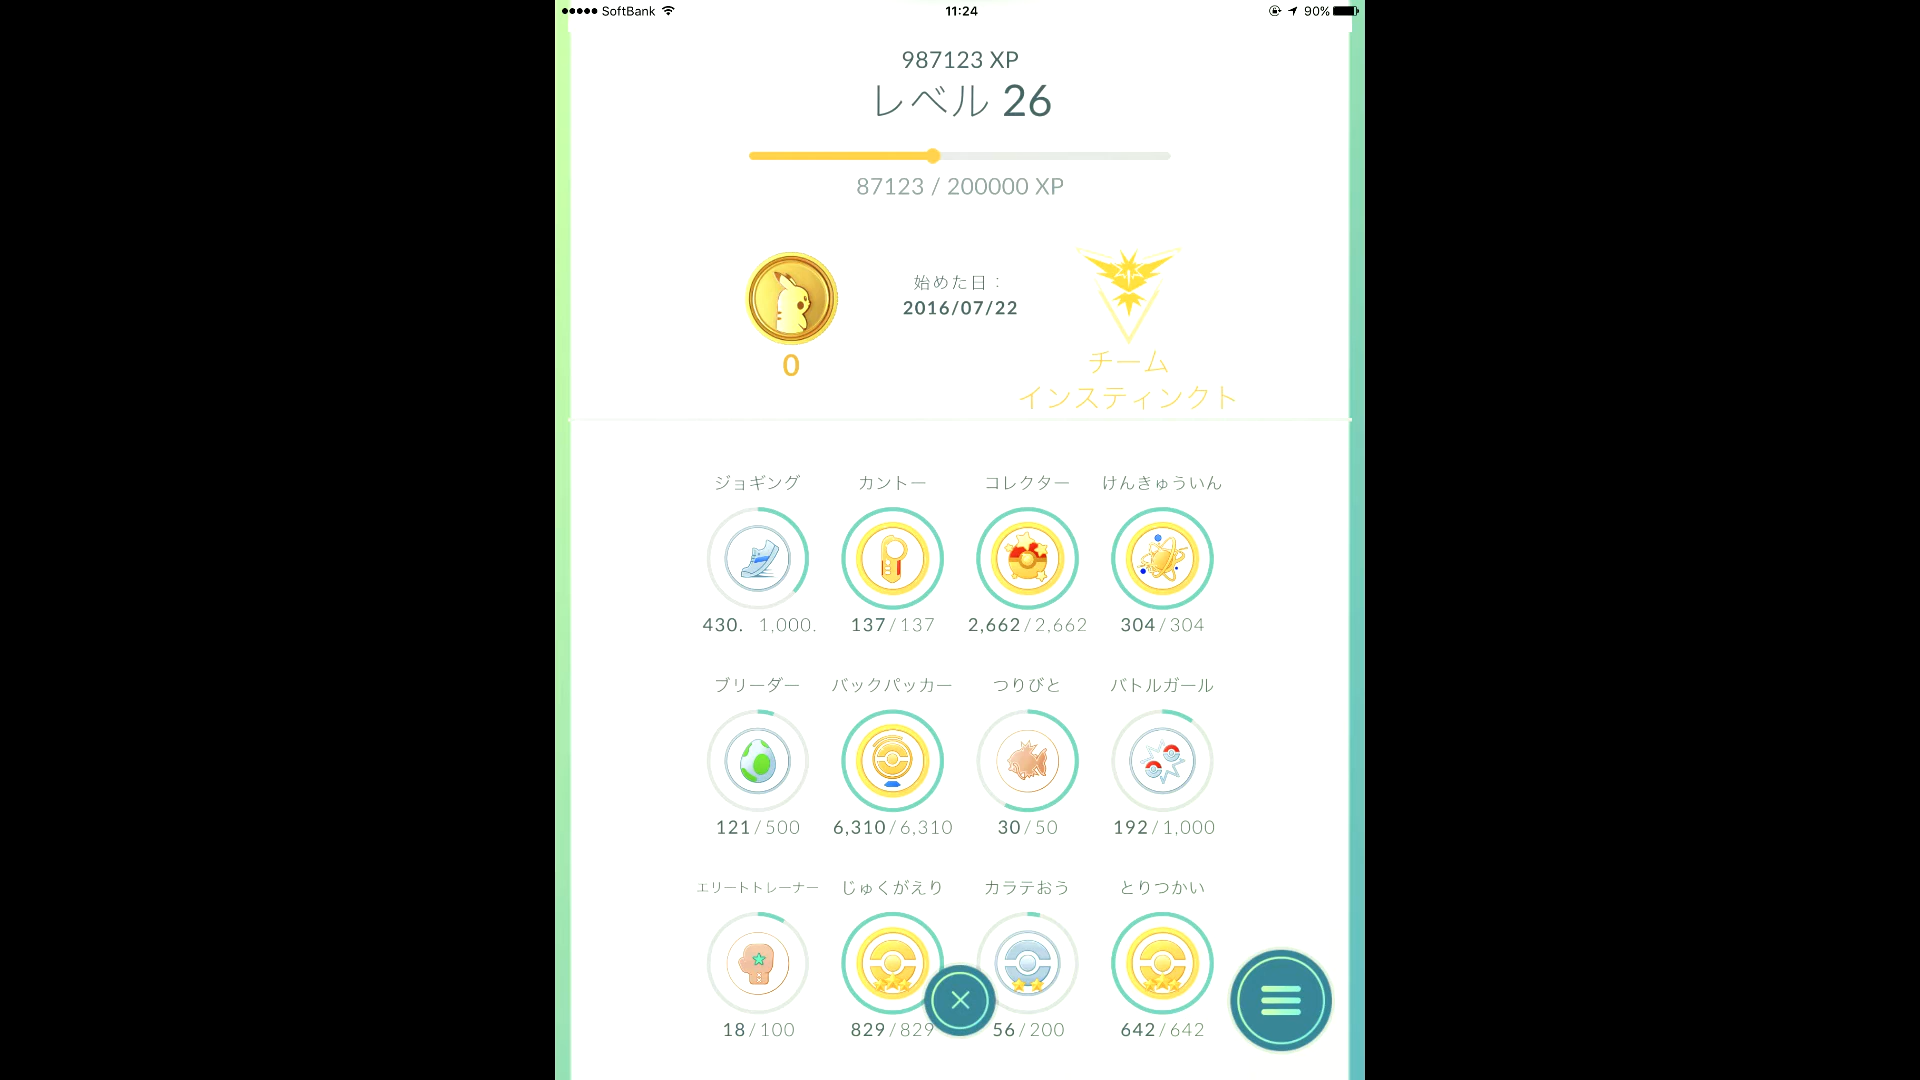 SoftBank 11:24 90%
987123 XP
レベル 26
87123 / 200000 XP
始めた日：
2016/07/22
0
チーム
インスティンクト
ジョギング カントー コレクター けんきゅういん
430. 1,000. 137/137 2,662/2,662 304/304
ブリーダー バックパッカー つりびと バトルガール
121/500 6,310/6,310 30/50 192/1,000
エリートトレーナー じゅくがえり カラテおう とりつかい
18/100 829/829 56/200 642/642